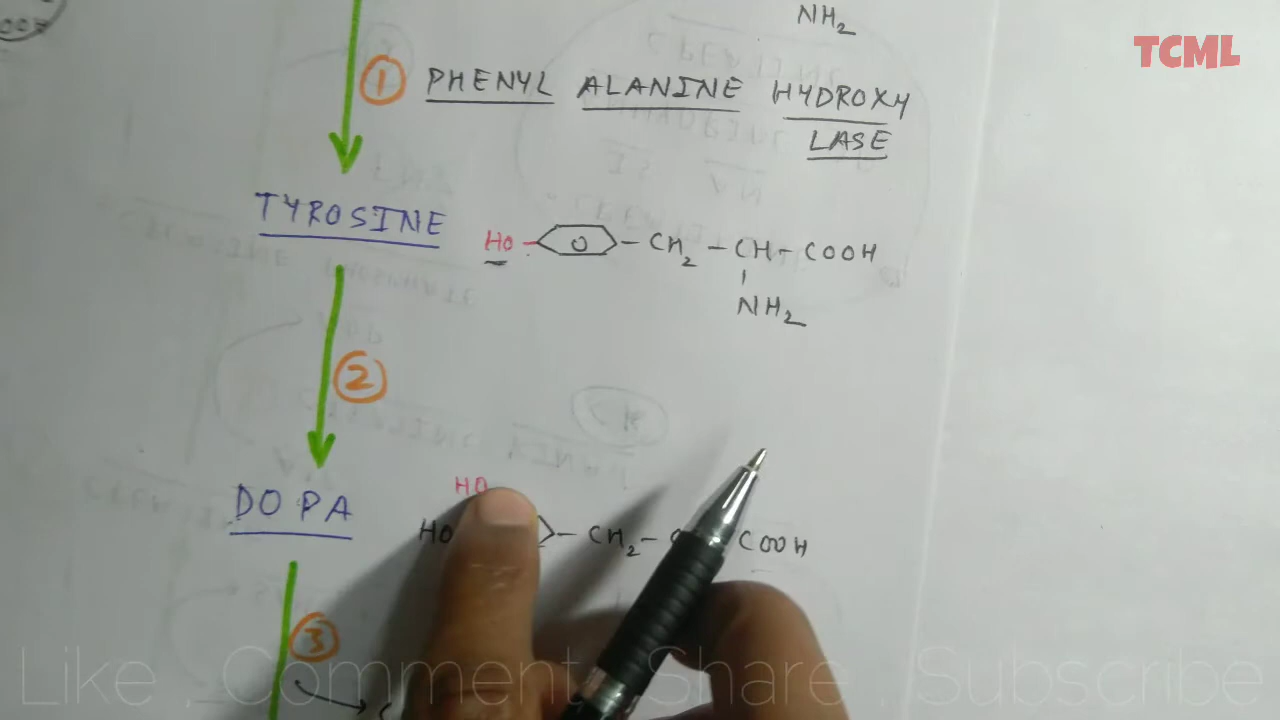 NH2
TCML
1 PHENYL ALANINE HYDROXY
LASE
TYROSINE
HO- O -CH2 -CH-COOH
NH2
2
HO
DOPA
HO -CH2- COOH
3
Like , Comment , Share , Subscribe